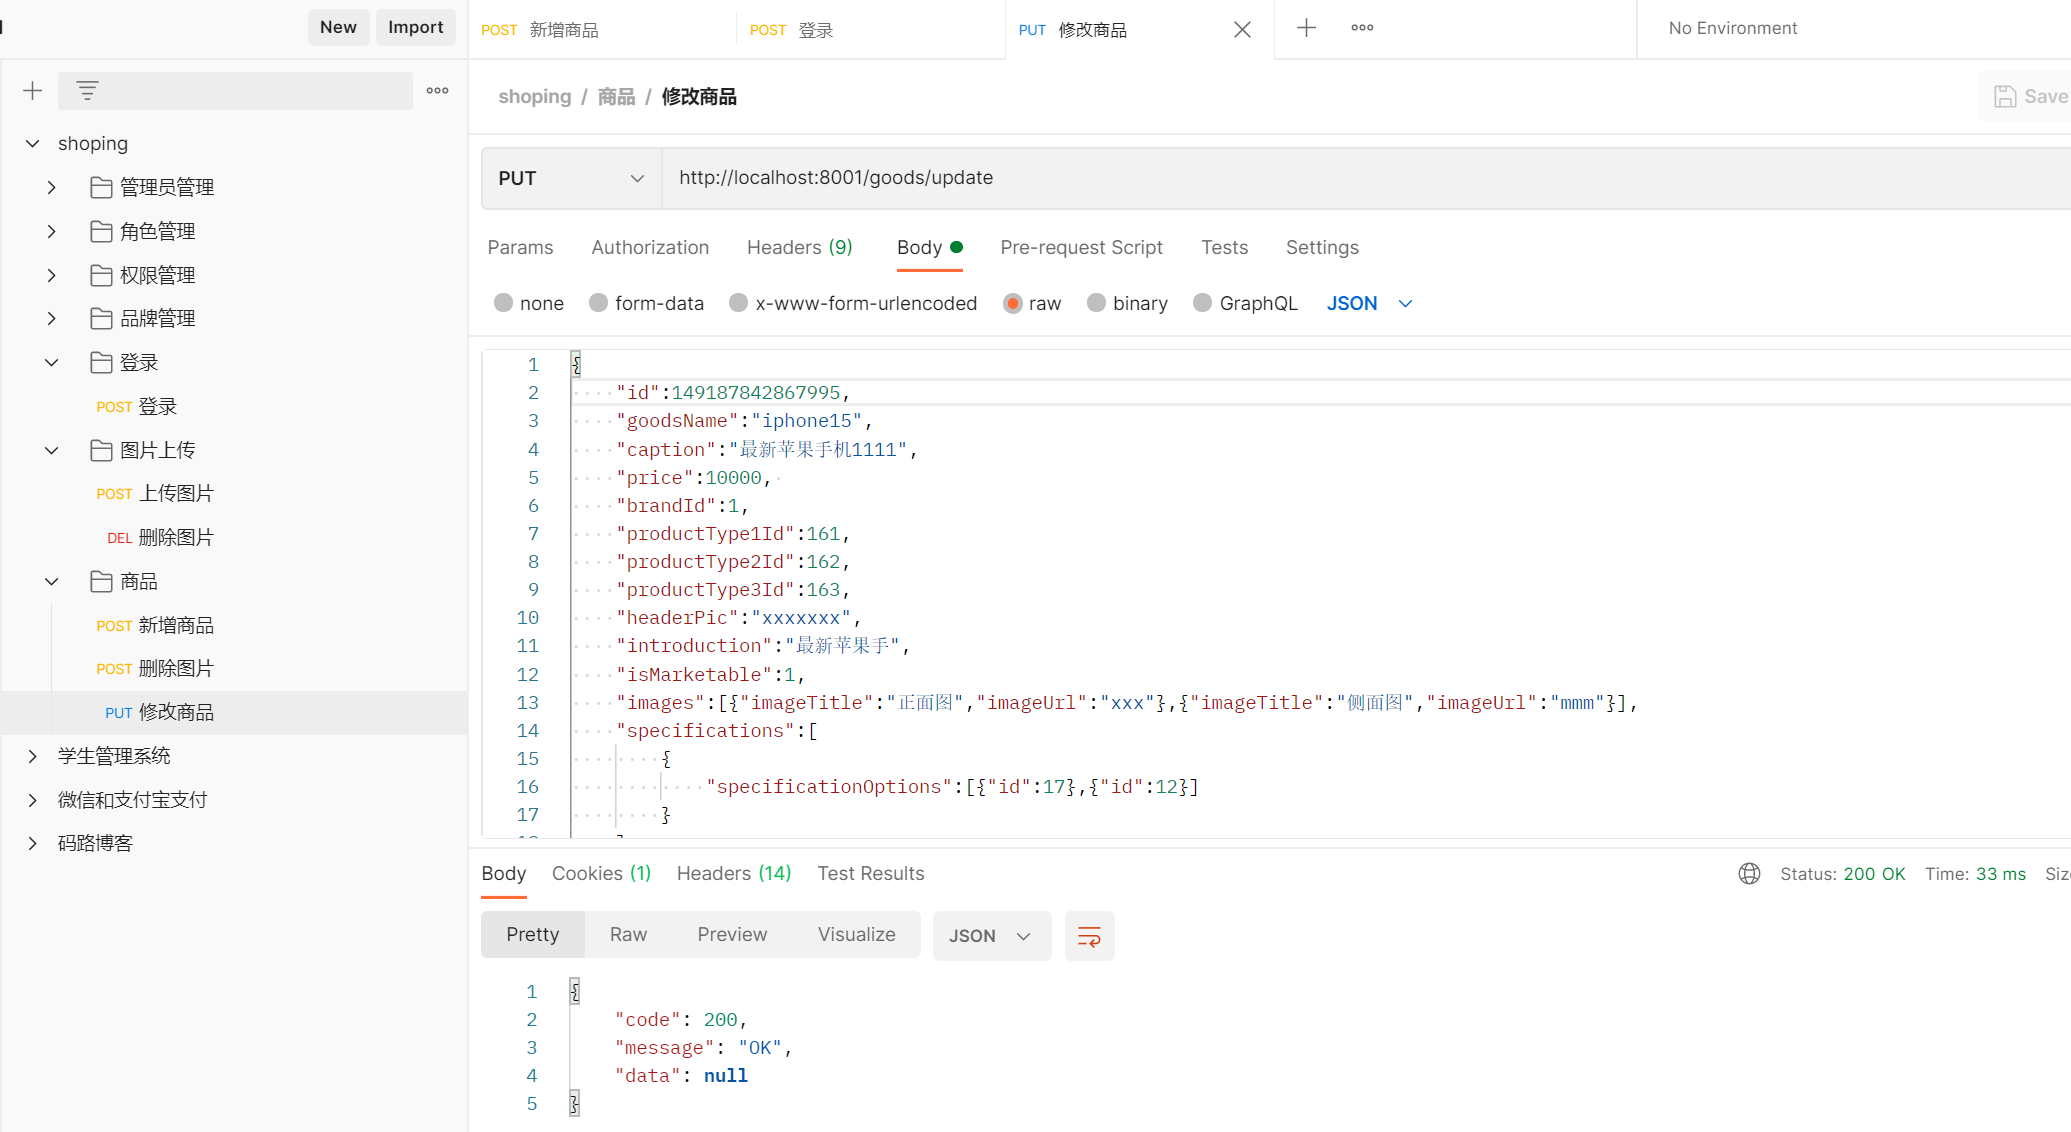 New Import
POST 新增商品 POST 登录 PUT 修改商品 No Environment
shoping / 商品 / 修改商品 Save
shoping
管理员管理
角色管理
权限管理
品牌管理
登录
POST 登录
图片上传
POST 上传图片
DEL 删除图片
商品
POST 新增商品
POST 删除图片
PUT 修改商品
学生管理系统
微信和支付宝支付
码路博客
PUT http://localhost:8001/goods/update
Params Authorization Headers (9) Body Pre-request Script Tests Settings
none form-data x-www-form-urlencoded raw binary GraphQL JSON
1 {
2 "id":149187842867995,
3 "goodsName":"iphone15",
4 "caption":"最新苹果手机1111",
5 "price":10000,
6 "brandId":1,
7 "productType1Id":161,
8 "productType2Id":162,
9 "productType3Id":163,
10 "headerPic":"xxxxxxx",
11 "introduction":"最新苹果手",
12 "isMarketable":1,
13 "images":[{"imageTitle":"正面图","imageUrl":"xxx"},{"imageTitle":"侧面图","imageUrl":"mmm"}],
14 "specifications":[
15 {
16 "specificationOptions":[{"id":17},{"id":12}]
17 }
Body Cookies (1) Headers (14) Test Results Status: 200 OK Time: 33 ms
Pretty Raw Preview Visualize JSON
1 {
2 "code": 200,
3 "message": "OK",
4 "data": null
5 }